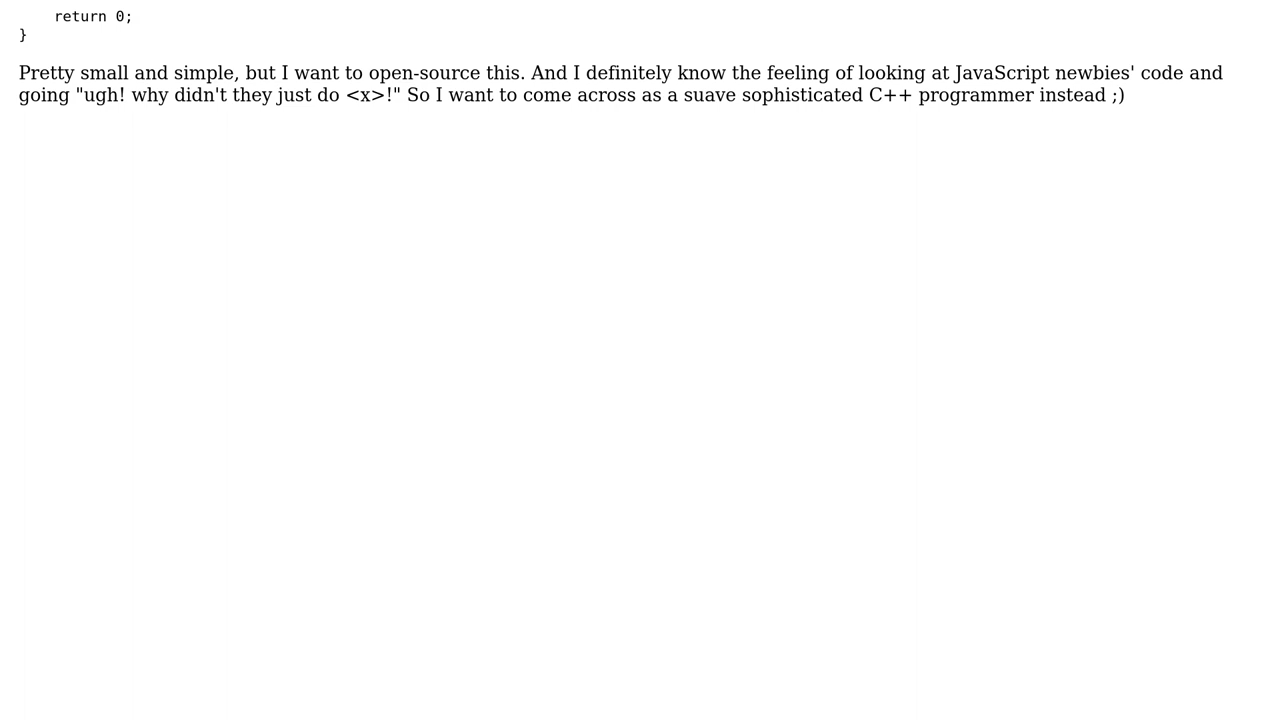 return 0;
}
Pretty small and simple, but I want to open-source this. And I definitely know the feeling of looking at JavaScript newbies' code and
going "ugh! why didn't they just do <x>!" So I want to come across as a suave sophisticated C++ programmer instead ;)